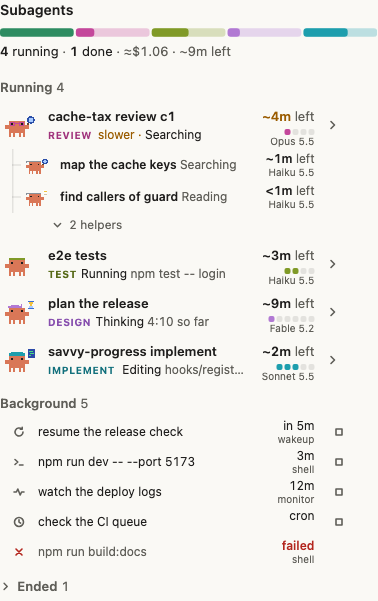 Subagents
4 running · 1 done · ≈$1.06 · ~9m left
Running 4
cache-tax review c1 ~4m left
REVIEW slower · Searching
Opus 5.5
map the cache keys Searching ~1m left
Haiku 5.5
find callers of guard Reading <1m left
Haiku 5.5
2 helpers
e2e tests ~3m left
TEST Running npm test -- login
Haiku 5.5
plan the release ~9m left
DESIGN Thinking 4:10 so far
Fable 5.2
savvy-progress implement ~2m left
IMPLEMENT Editing hooks/regist...
Sonnet 5.5
Background 5
resume the release check in 5m
wakeup
npm run dev -- --port 5173 3m
shell
watch the deploy logs 12m
monitor
check the CI queue cron
npm run build:docs failed
shell
Ended 1